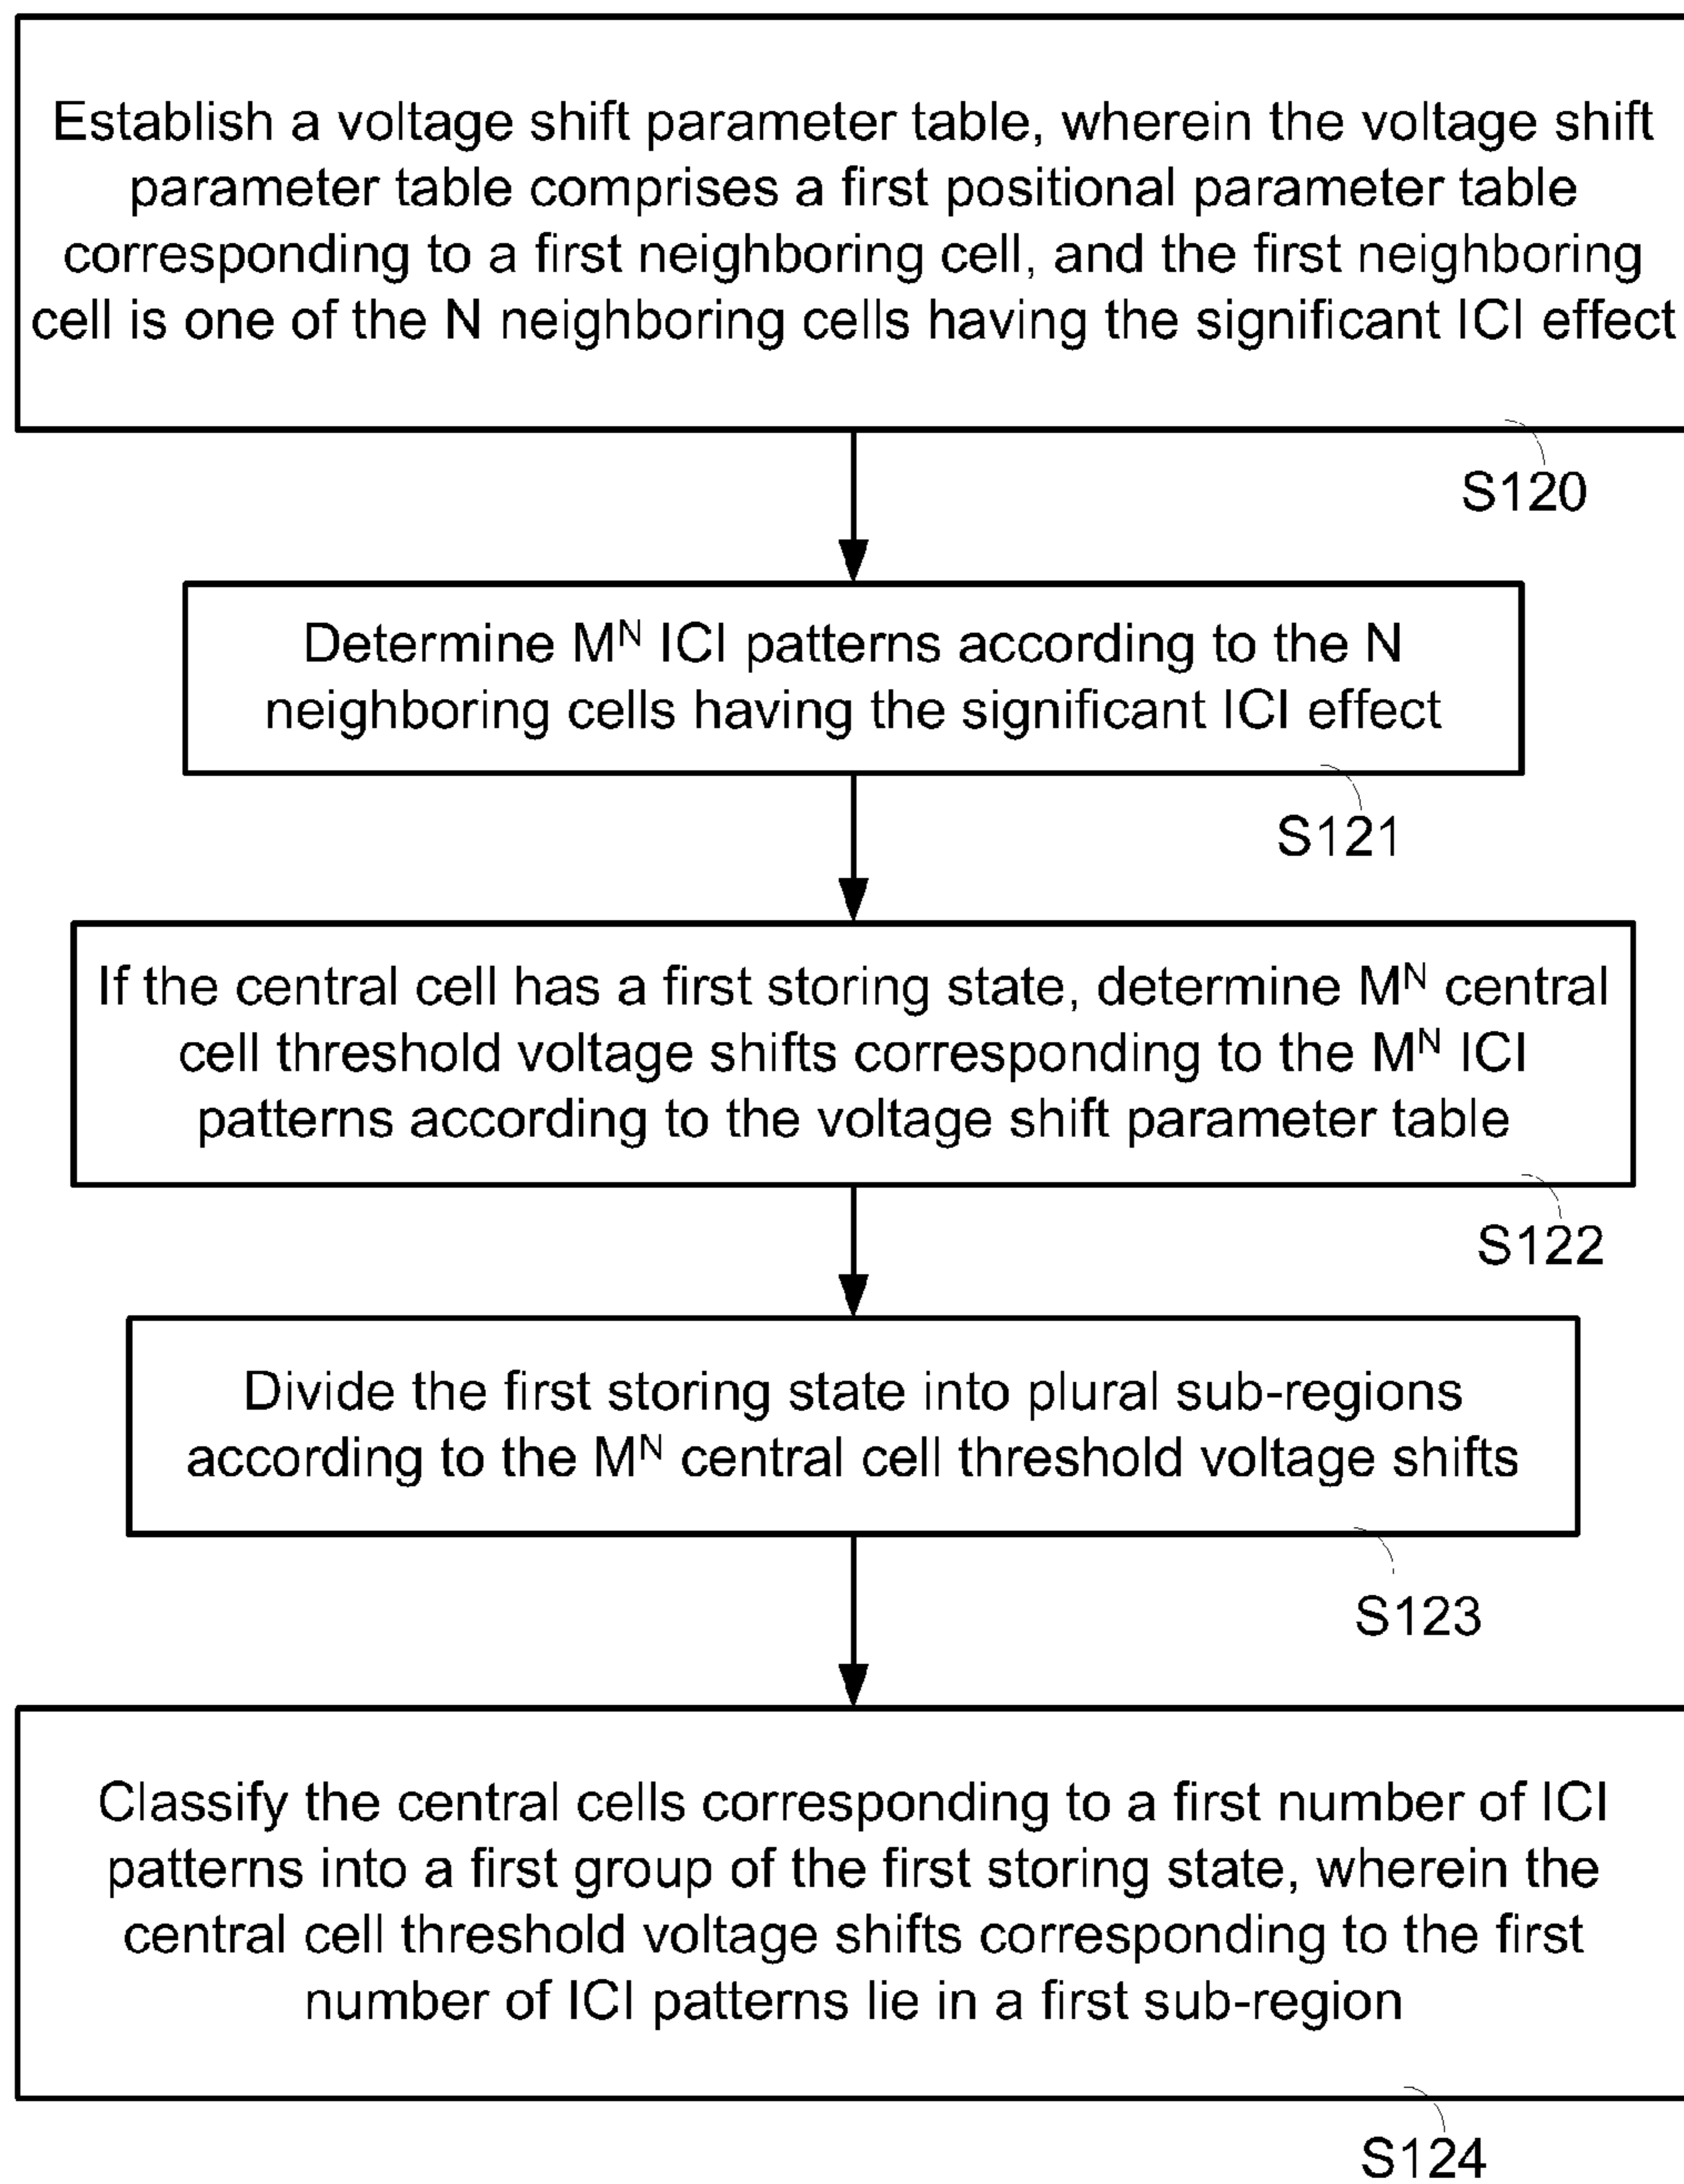 Establish a voltage shift parameter table, wherein the voltage shift
parameter table comprises a first positional parameter table
corresponding to a first neighboring cell, and the first neighboring
cell is one of the N neighboring cells having the significant ICI effect
S120
Determine Mᴺ ICI patterns according to the N
neighboring cells having the significant ICI effect
S121
If the central cell has a first storing state, determine Mᴺ central
cell threshold voltage shifts corresponding to the Mᴺ ICI
patterns according to the voltage shift parameter table
S122
Divide the first storing state into plural sub-regions
according to the Mᴺ central cell threshold voltage shifts
S123
Classify the central cells corresponding to a first number of ICI
patterns into a first group of the first storing state, wherein the
central cell threshold voltage shifts corresponding to the first
number of ICI patterns lie in a first sub-region
S124